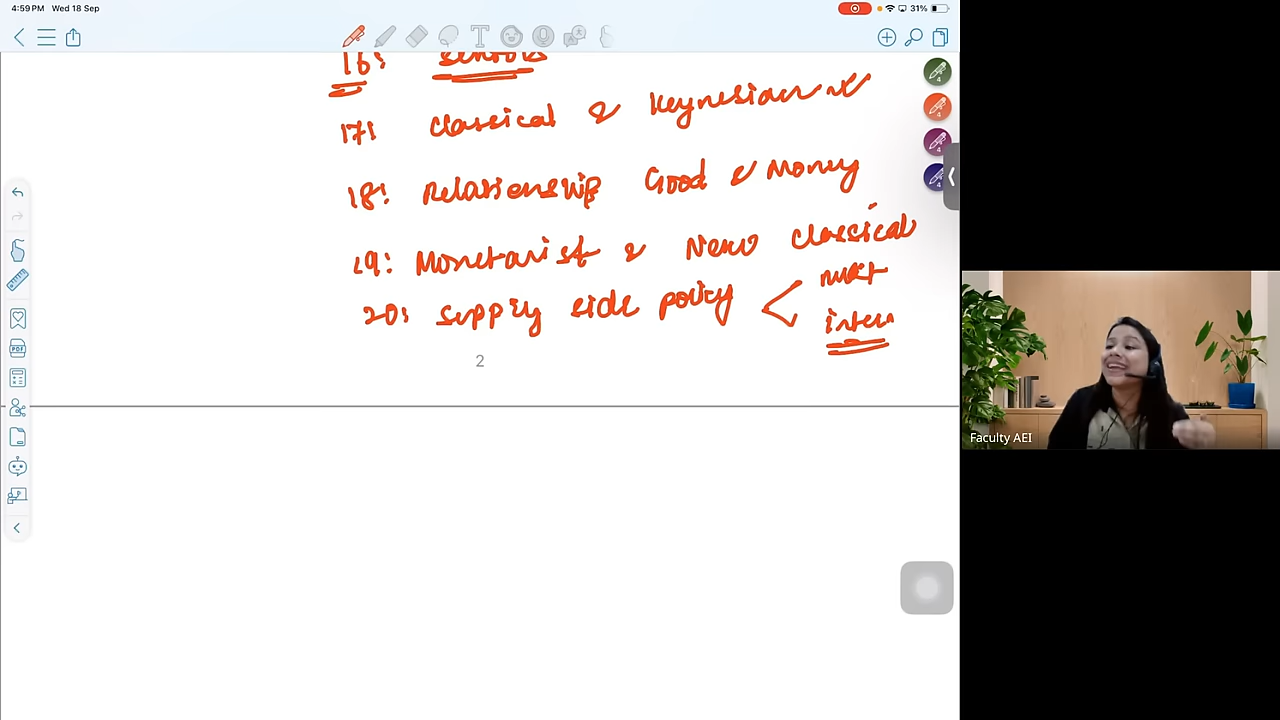 4:59 PM Wed 18 Sep
31%
16: Schools
17: Classical & Keynesian
18: Relationship Good & Money
19: Monetarist & New Classical
20: Supply side policy < mkt
inter
2
Faculty AEI